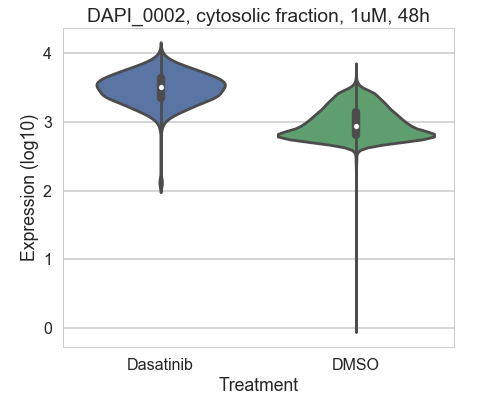 DAPI_0002, cytosolic fraction, 1uM, 48h
Expression (log10)
4
3
2
1
0
Dasatinib
DMSO
Treatment